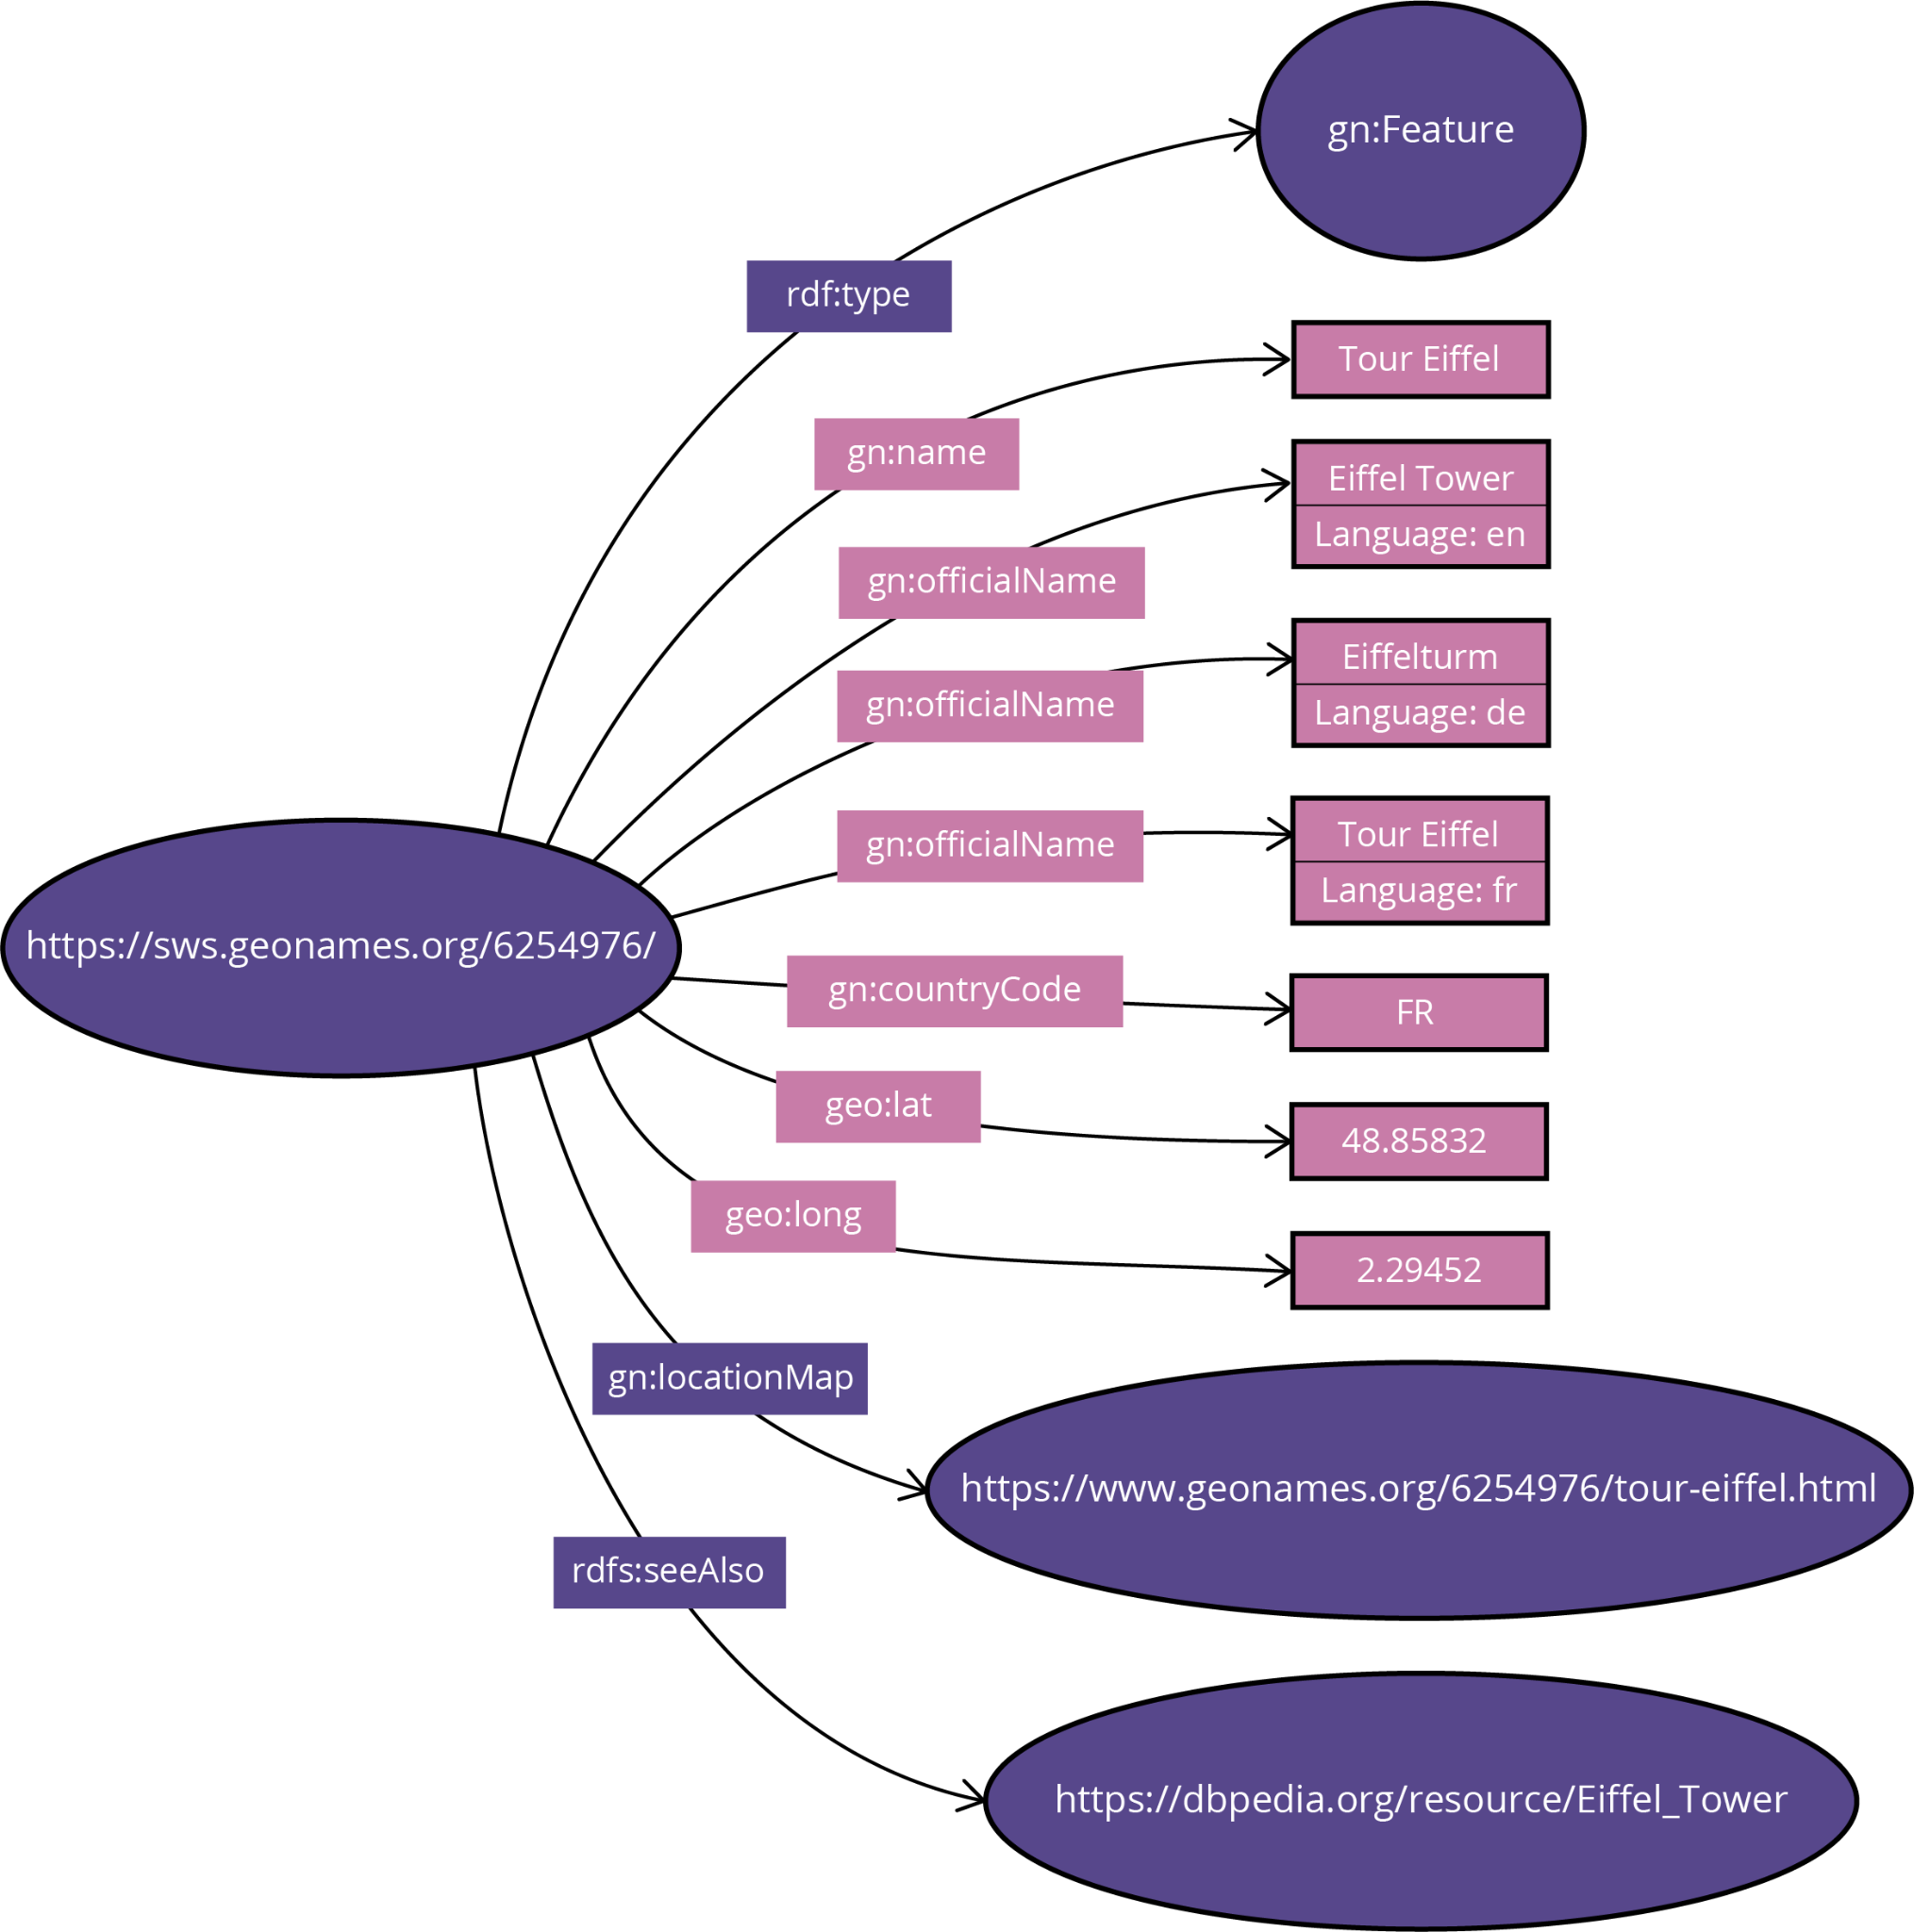 gn:Feature
rdf:type
Tour Eiffel
gn:name
Eiffel Tower
Language: en
gn:officialName
Eiffelturm
Language: de
gn:officialName
Tour Eiffel
Language: fr
gn:officialName
https://sws.geonames.org/6254976/
gn:countryCode
FR
geo:lat
48.85832
geo:long
2.29452
gn:locationMap
https://www.geonames.org/6254976/tour-eiffel.html
rdfs:seeAlso
https://dbpedia.org/resource/Eiffel_Tower